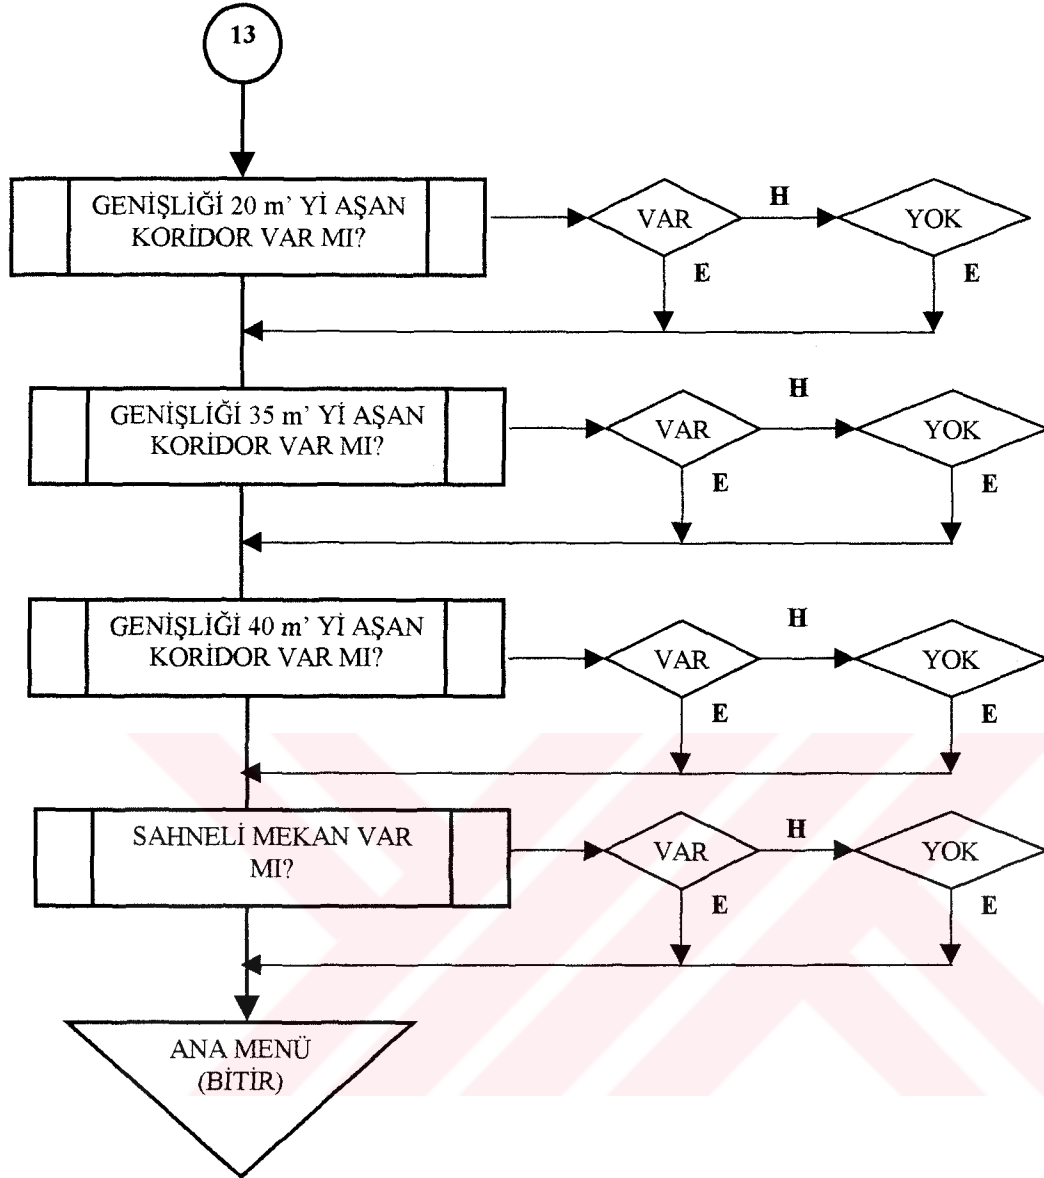 13
GENİŞLİĞİ 20 m' Yİ AŞAN
KORİDOR VAR MI?
VAR
H
YOK
E
E
GENİŞLİĞİ 35 m' Yİ AŞAN
KORİDOR VAR MI?
VAR
H
YOK
E
E
GENİŞLİĞİ 40 m' Yİ AŞAN
KORİDOR VAR MI?
VAR
H
YOK
E
E
SAHNELİ MEKAN VAR
MI?
VAR
H
YOK
E
E
ANA MENÜ
(BİTİR)